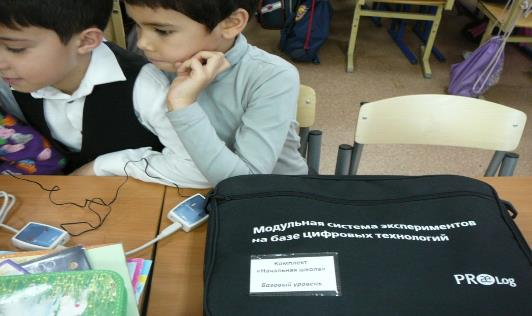 Модульная система экспериментов
на базе цифровых технологий
Комплект
«Начальная школа»
Базовый уровень
PROLog